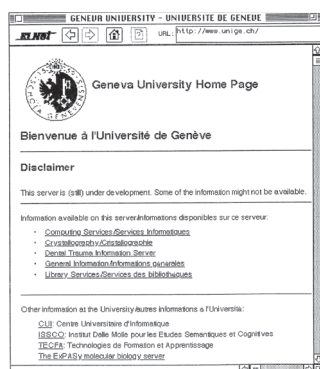 GENEVA UNIVERSITY - UNIVERSITE DE GENEVE
URL: http://www.unige.ch/
SCHOLA GENEVENSIS
Geneva University Home Page
Bienvenue à l'Université de Genève
Disclaimer
This server is (still) under development. Some of the information might not be available.
Information available on this server/Informations disponibles sur ce serveur:
Computing Services/Services Informatiques
Crystallography/Cristallographie
Dental Trauma Information Server
General Information/Informations generales
Library Services/Services des bibliothèques
Other information at the University/autres informations a l'Universita:
CUI: Centre Universitaire d'Informatique
ISSCO: Institut Dalle Molle pour les Etudes Semantiques et Cognitives
TECFA: Technologies de Formation et Apprentissage
The ExPASy molecular biology server